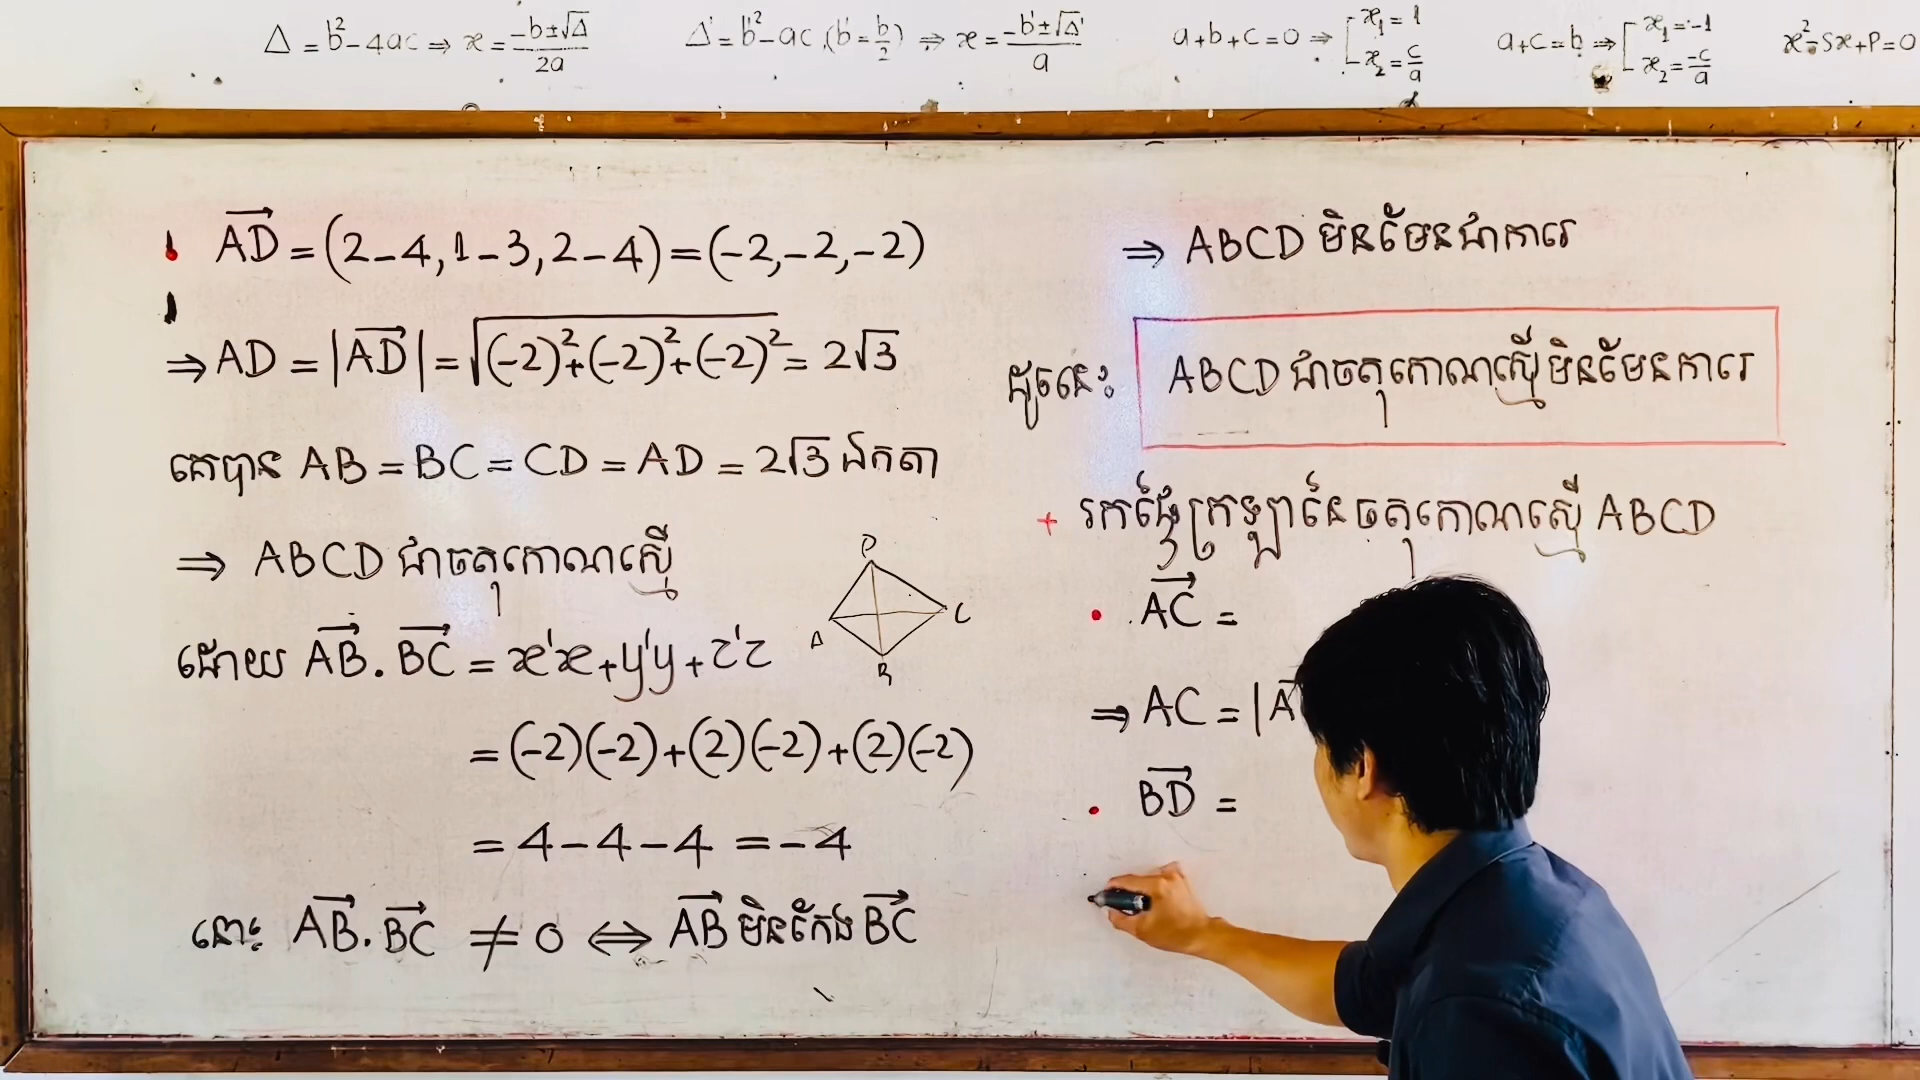 Δ = b² - 4ac ⇒ x = (-b ± √Δ)/2a
Δ' = b'² - ac, (b' = b/2) ⇒ x = (-b' ± √Δ')/a
a + b + c = 0 ⇒ [ x₁ = 1
x₂ = c/a
a + c = b ⇒ [ x₁ = -1
x₂ = -c/a
x² - Sx + P = 0
• AD→ = (2-4, 1-3, 2-4) = (-2, -2, -2)
⇒ AD = |AD→| = √((-2)² + (-2)² + (-2)²) = 2√3
គេបាន AB = BC = CD = AD = 2√3 ឯកតា
⇒ ABCD ជាចតុកោណស្មើ
ដោយ AB→ . BC→ = x'x + y'y + z'z
= (-2)(-2) + (2)(-2) + (2)(-2)
= 4 - 4 - 4 = -4
នោះ AB→ . BC→ ≠ 0 ⇔ AB→ មិនកែង BC→
D
A
C
B
⇒ ABCD មិនមែនជាការេ
ដូចនេះ ABCD ជាចតុកោណស្មើមិនមែនការេ
+ រកផ្ទៃក្រឡានៃចតុកោណស្មើ ABCD
• AC→ =
⇒ AC = |A
• BD→ =